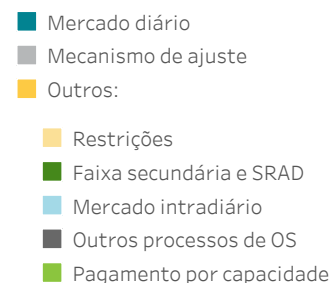 Mercado diário
Mecanismo de ajuste
Outros:
Restrições
Faixa secundária e SRAD
Mercado intradiário
Outros processos de OS
Pagamento por capacidade